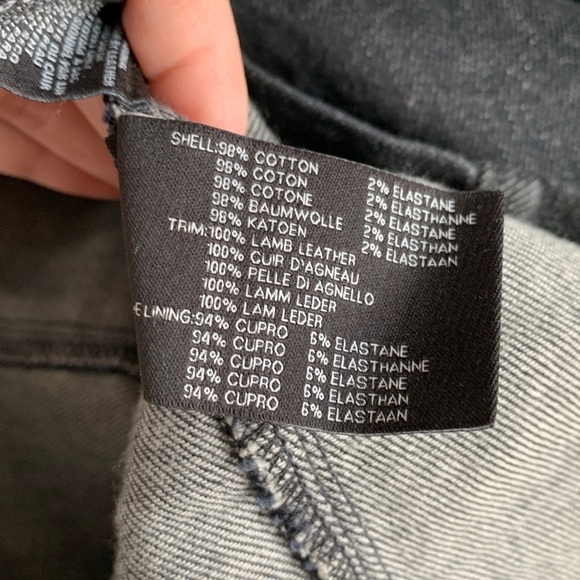 SHELL:98% COTTON 2% ELASTANE
98% COTON 2% ELASTHANNE
98% COTONE 2% ELASTANE
98% BAUMWOLLE 2% ELASTHAN
98% KATOEN 2% ELASTAAN
TRIM:100% LAMB LEATHER
100% CUIR D'AGNEAU
100% PELLE DI AGNELLO
100% LAMM LEDER
100% LAM LEDER
E LINING:94% CUPRO 6% ELASTANE
94% CUPRO 6% ELASTHANNE
94% CUPRO 6% ELASTANE
94% CUPRO 6% ELASTHAN
94% CUPRO 6% ELASTAAN